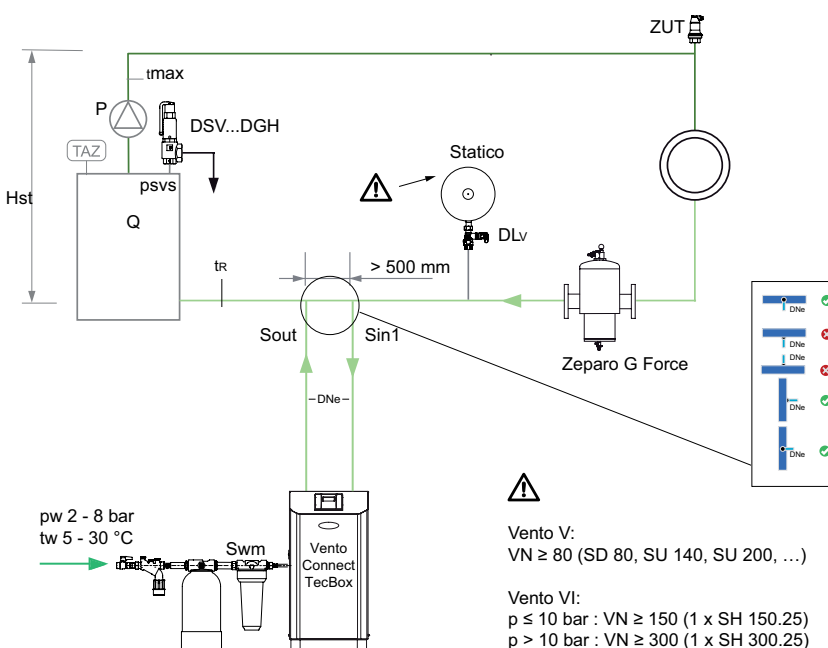 ZUT
tmax
P
DSV...DGH
TAZ
Statico
psvs
Hst
Q
DLv
tR
> 500 mm
Sout
Sin1
Zeparo G Force
DNe
DNe
DNe
DNe
DNe
–DNe–
pw 2 - 8 bar
tw 5 - 30 °C
Swm
Vento
Connect
TecBox
Vento V:
VN ≥ 80 (SD 80, SU 140, SU 200, …)
Vento VI:
p ≤ 10 bar : VN ≥ 150 (1 x SH 150.25)
p > 10 bar : VN ≥ 300 (1 x SH 300.25)